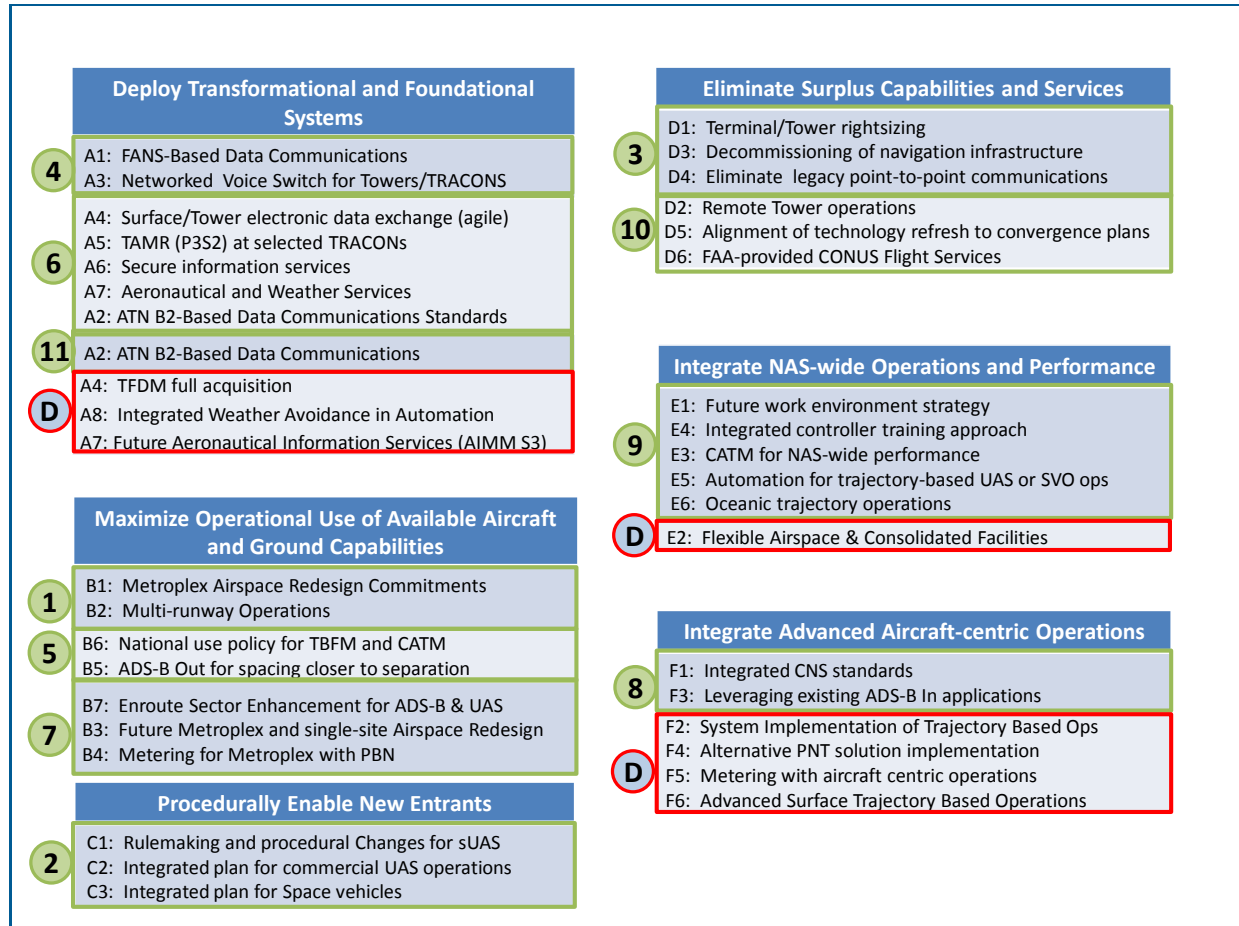 Deploy Transformational and Foundational
Systems
4
A1: FANS-Based Data Communications
A3: Networked Voice Switch for Towers/TRACONS
6
A4: Surface/Tower electronic data exchange (agile)
A5: TAMR (P3S2) at selected TRACONs
A6: Secure information services
A7: Aeronautical and Weather Services
A2: ATN B2-Based Data Communications Standards
11
A2: ATN B2-Based Data Communications
D
A4: TFDM full acquisition
A8: Integrated Weather Avoidance in Automation
A7: Future Aeronautical Information Services (AIMM S3)
Maximize Operational Use of Available Aircraft
and Ground Capabilities
1
B1: Metroplex Airspace Redesign Commitments
B2: Multi-runway Operations
5
B6: National use policy for TBFM and CATM
B5: ADS-B Out for spacing closer to separation
7
B7: Enroute Sector Enhancement for ADS-B & UAS
B3: Future Metroplex and single-site Airspace Redesign
B4: Metering for Metroplex with PBN
Procedurally Enable New Entrants
2
C1: Rulemaking and procedural Changes for sUAS
C2: Integrated plan for commercial UAS operations
C3: Integrated plan for Space vehicles
Eliminate Surplus Capabilities and Services
3
D1: Terminal/Tower rightsizing
D3: Decommissioning of navigation infrastructure
D4: Eliminate legacy point-to-point communications
10
D2: Remote Tower operations
D5: Alignment of technology refresh to convergence plans
D6: FAA-provided CONUS Flight Services
Integrate NAS-wide Operations and Performance
9
E1: Future work environment strategy
E4: Integrated controller training approach
E3: CATM for NAS-wide performance
E5: Automation for trajectory-based UAS or SVO ops
E6: Oceanic trajectory operations
D
E2: Flexible Airspace & Consolidated Facilities
Integrate Advanced Aircraft-centric Operations
8
F1: Integrated CNS standards
F3: Leveraging existing ADS-B In applications
D
F2: System Implementation of Trajectory Based Ops
F4: Alternative PNT solution implementation
F5: Metering with aircraft centric operations
F6: Advanced Surface Trajectory Based Operations